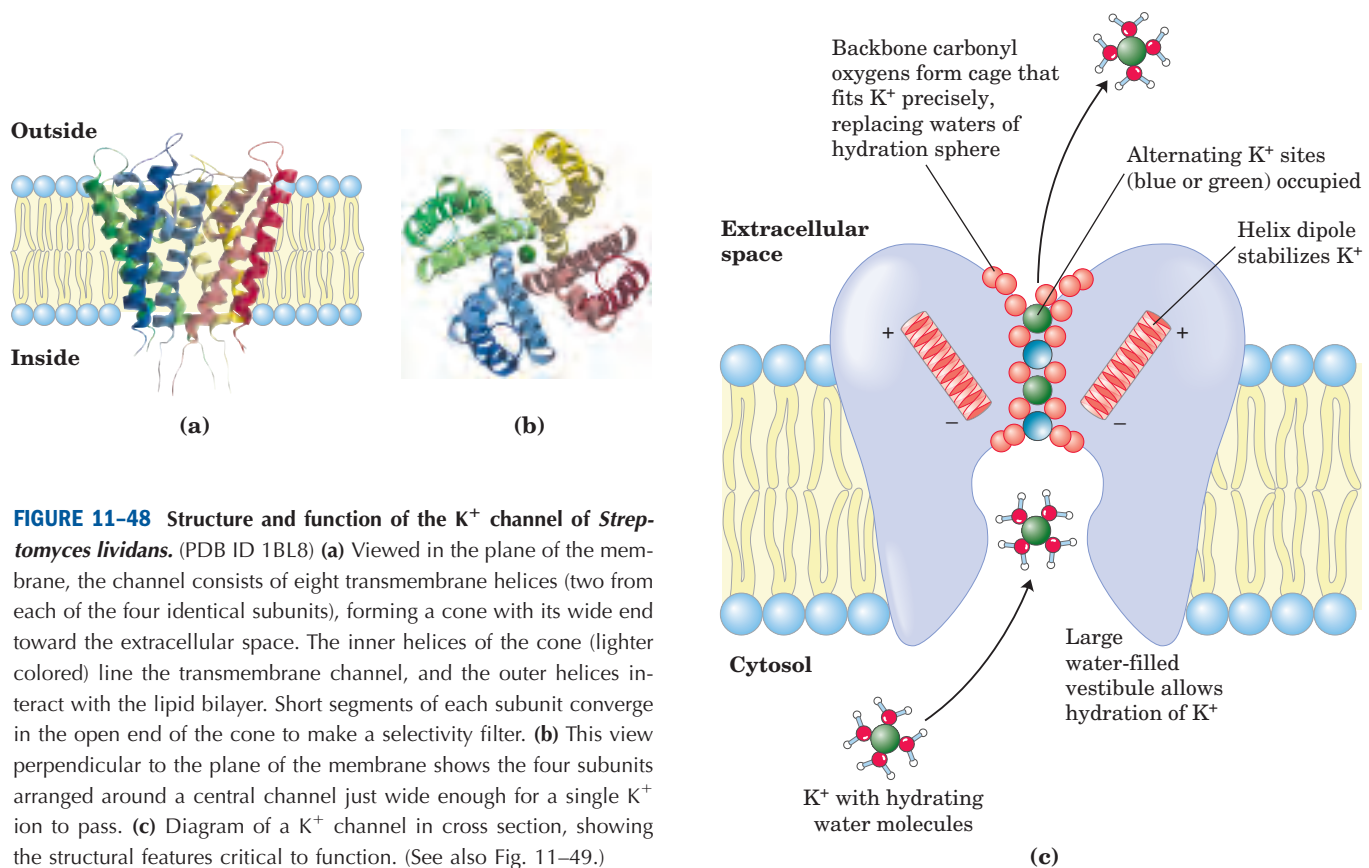 Outside
Inside
(a)
(b)
FIGURE 11–48 Structure and function of the K⁺ channel of Strep-
tomyces lividans. (PDB ID 1BL8) (a) Viewed in the plane of the mem-
brane, the channel consists of eight transmembrane helices (two from
each of the four identical subunits), forming a cone with its wide end
toward the extracellular space. The inner helices of the cone (lighter
colored) line the transmembrane channel, and the outer helices in-
teract with the lipid bilayer. Short segments of each subunit converge
in the open end of the cone to make a selectivity filter. (b) This view
perpendicular to the plane of the membrane shows the four subunits
arranged around a central channel just wide enough for a single K⁺
ion to pass. (c) Diagram of a K⁺ channel in cross section, showing
the structural features critical to function. (See also Fig. 11–49.)
Backbone carbonyl
oxygens form cage that
fits K⁺ precisely,
replacing waters of
hydration sphere
Alternating K⁺ sites
(blue or green) occupied
Helix dipole
stabilizes K⁺
Extracellular
space
+
+
–
–
Cytosol
Large
water-filled
vestibule allows
hydration of K⁺
K⁺ with hydrating
water molecules
(c)